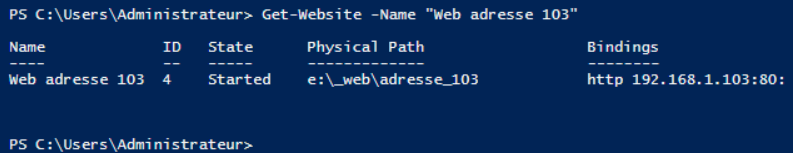 PS C:\Users\Administrateur> Get-Website -Name "Web adresse 103"
Name ID State Physical Path Bindings
---- -- ----- ------------- --------
Web adresse 103 4 Started e:\_web\adresse_103 http 192.168.1.103:80:
PS C:\Users\Administrateur>